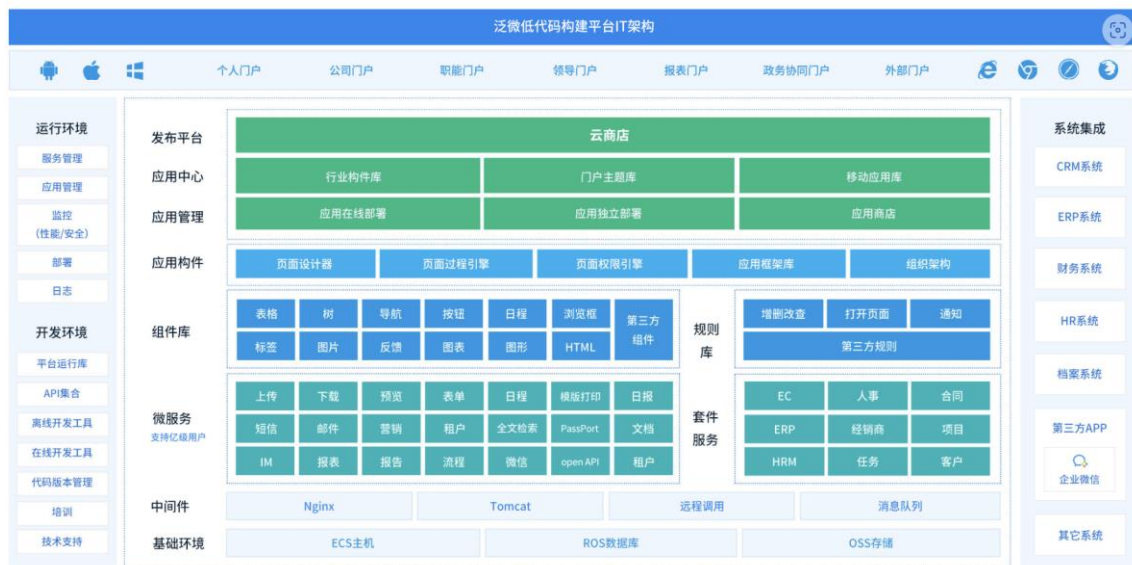 泛微低代码构建平台IT架构
个人门户 公司门户 职能门户 领导门户 报表门户 政务协同门户 外部门户
运行环境
服务管理
应用管理
监控
(性能/安全)
部署
日志
开发环境
平台运行库
API集合
离线开发工具
在线开发工具
代码版本管理
培训
技术支持
发布平台
云商店
应用中心
行业构件库 门户主题库 移动应用库
应用管理
应用在线部署 应用独立部署 应用商店
应用构件
页面设计器 页面过程引擎 页面权限引擎 应用框架库 组织架构
组件库
表格 树 导航 按钮 日程 浏览框
标签 图片 反馈 图表 图形 HTML
第三方
组件
规则
库
增删改查 打开页面 通知
第三方规则
微服务
支持亿级用户
上传 下载 预览 表单 日程 模版打印 日报
短信 邮件 营销 租户 全文检索 PassPort 文档
IM 报表 报告 流程 微信 open API 租户
套件
服务
EC 人事 合同
ERP 经销商 项目
HRM 任务 客户
中间件
Nginx Tomcat 远程调用 消息队列
基础环境
ECS主机 ROS数据库 OSS存储
系统集成
CRM系统
ERP系统
财务系统
HR系统
档案系统
第三方APP
企业微信
其它系统